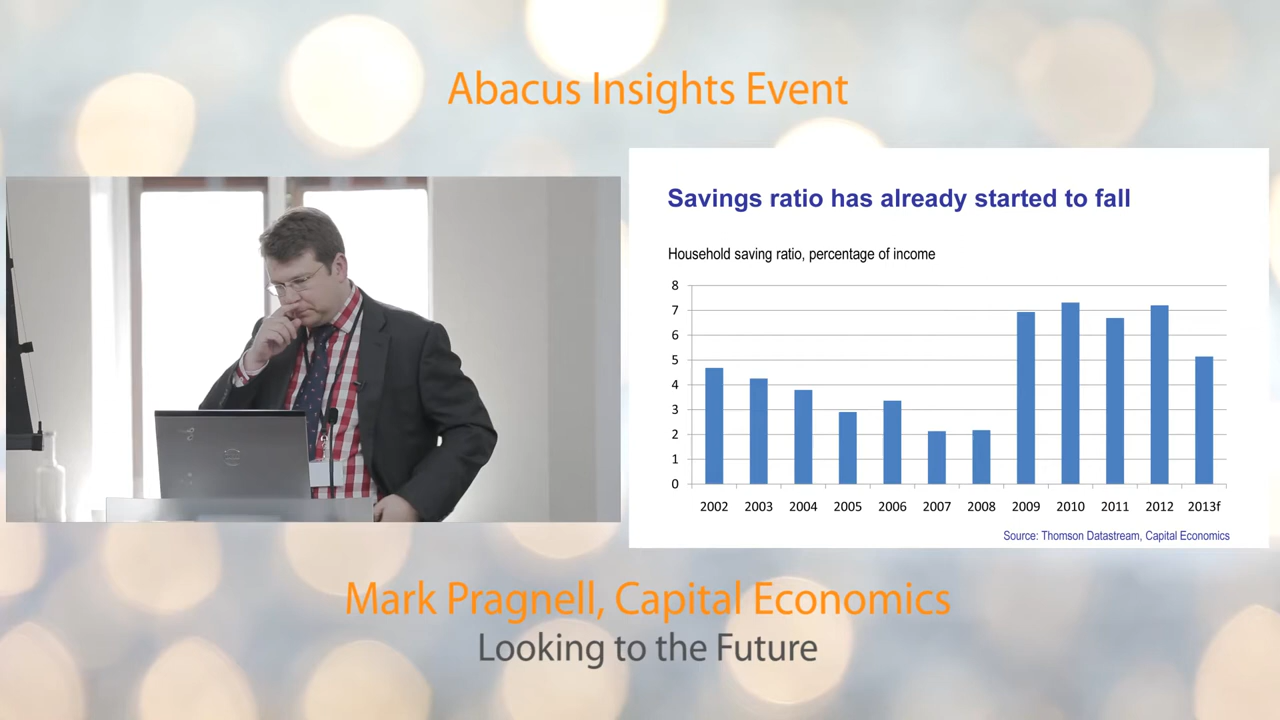 Abacus Insights Event
Savings ratio has already started to fall
Household saving ratio, percentage of income
8
7
6
5
4
3
2
1
0
2002 2003 2004 2005 2006 2007 2008 2009 2010 2011 2012 2013f
Source: Thomson Datastream, Capital Economics
Mark Pragnell, Capital Economics
Looking to the Future